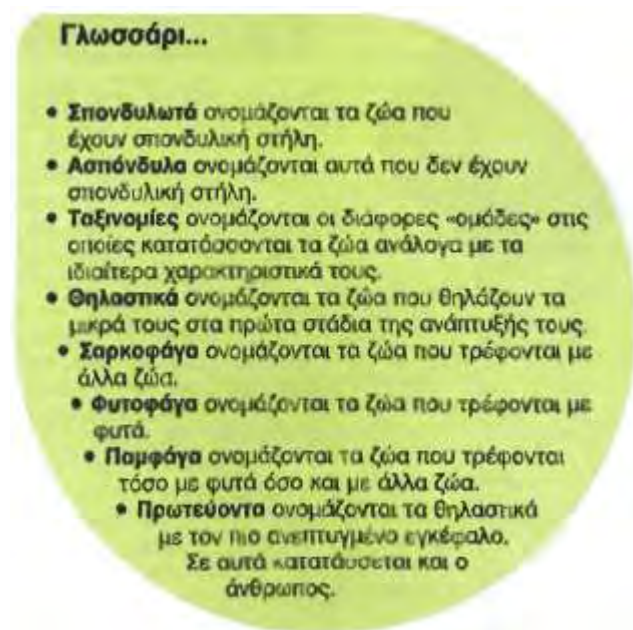 Γλωσσάρι...
• Σπονδυλωτά ονομάζονται τα ζώα που
έχουν σπονδυλική στήλη.
• Ασπόνδυλα ονομάζονται αυτά που δεν έχουν
σπονδυλική στήλη.
• Ταξινομίες ονομάζονται οι διάφορες «ομάδες» στις
οποίες κατατάσσονται τα ζώα ανάλογα με τα
ιδιαίτερα χαρακτηριστικά τους.
• Θηλαστικά ονομάζονται τα ζώα που θηλάζουν τα
μικρά τους στα πρώτα στάδια της ανάπτυξής τους.
• Σαρκοφάγα ονομάζονται τα ζώα που τρέφονται με
άλλα ζώα.
• Φυτοφάγα ονομάζονται τα ζώα που τρέφονται με
φυτά.
• Παμφάγα ονομάζονται τα ζώα που τρέφονται
τόσο με φυτά όσο και με άλλα ζώα.
• Πρωτεύοντα ονομάζονται τα θηλαστικά
με τον πιο ανεπτυγμένο εγκέφαλο.
Σε αυτά κατατάσσεται και ο
άνθρωπος.